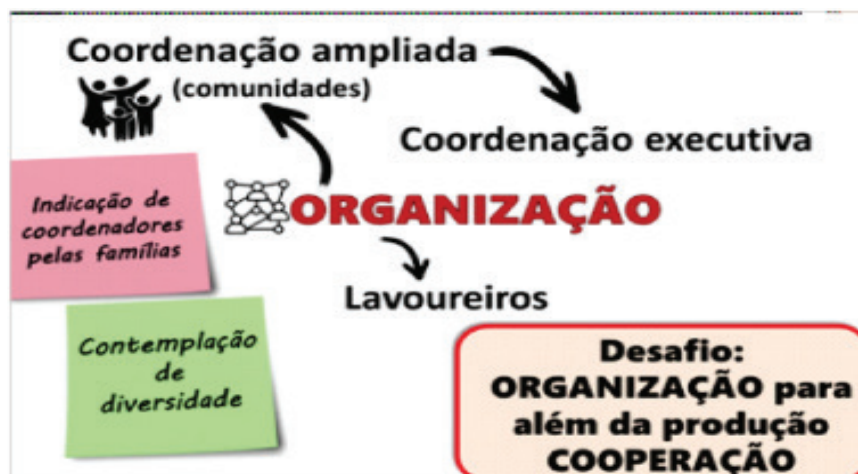 Coordenação ampliada
(comunidades)
Coordenação executiva
Indicação de
coordenadores
pelas famílias
ORGANIZAÇÃO
Lavoureiros
Contemplação
de
diversidade
Desafio:
ORGANIZAÇÃO para
além da produção
COOPERAÇÃO